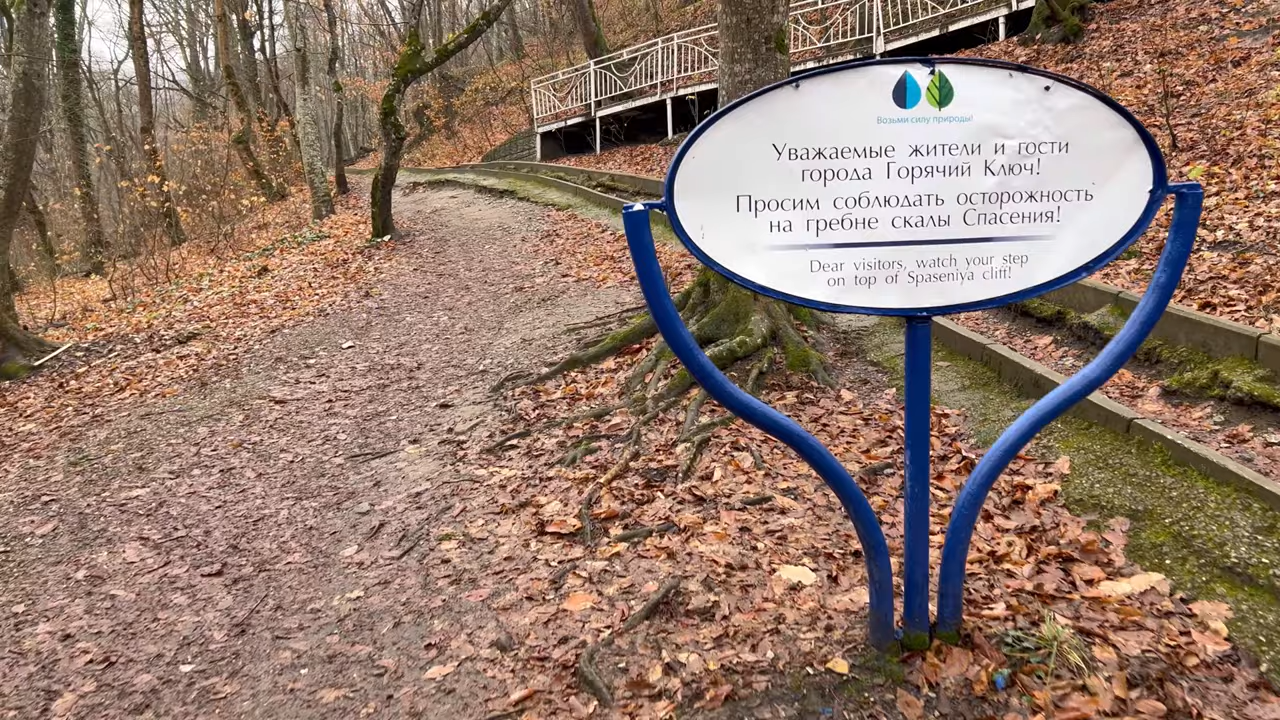 Возьми силу природы!
Уважаемые жители и гости
города Горячий Ключ!
Просим соблюдать осторожность
на гребне скалы Спасения!
Dear visitors, watch your step
on top of Spaseniya cliff!